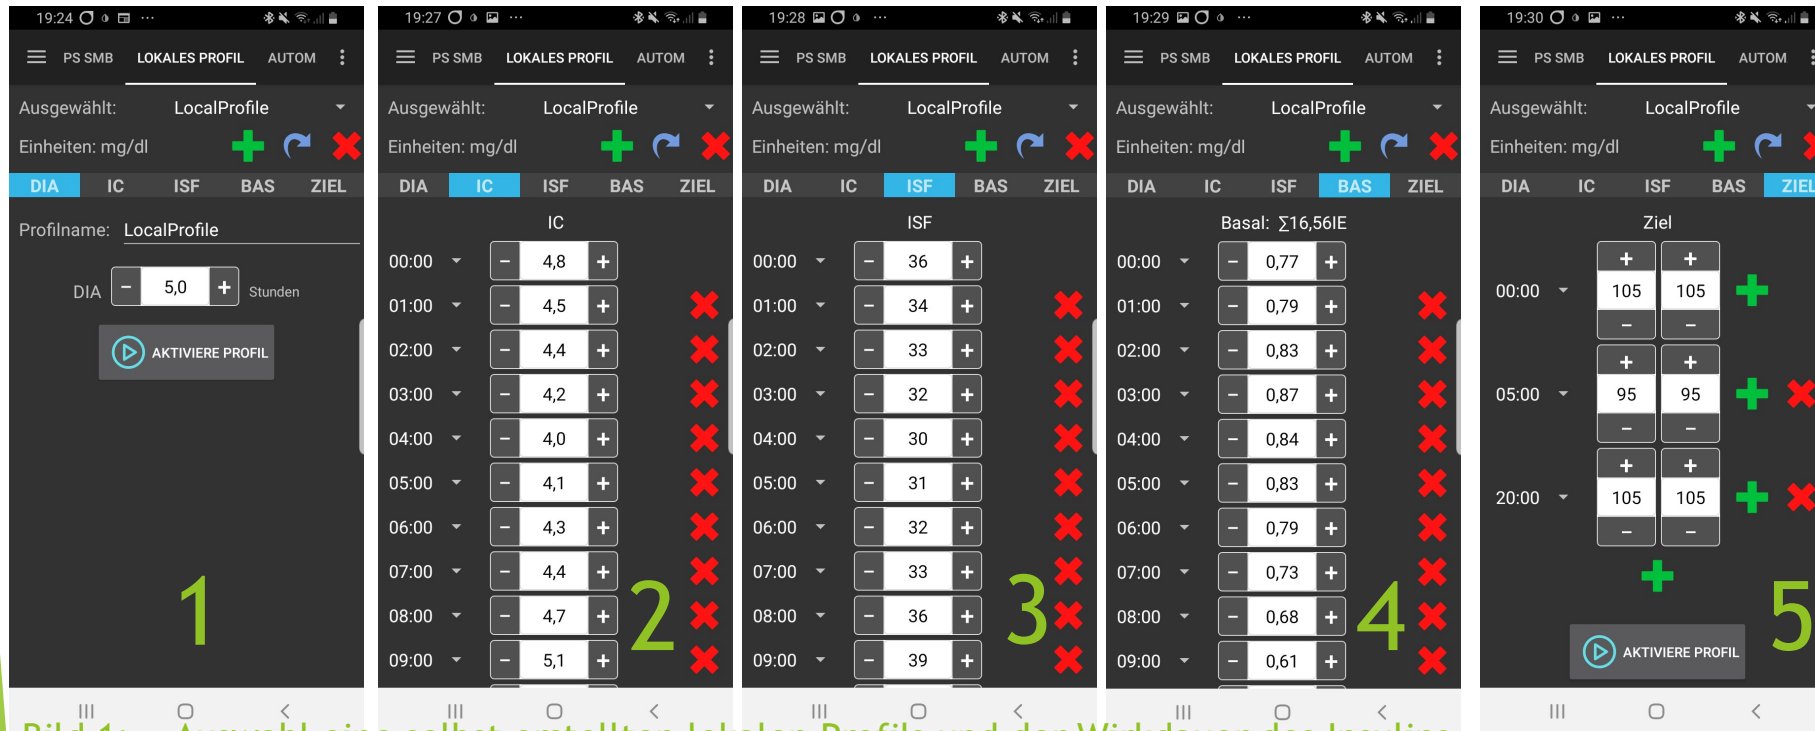 19:24
PS SMB LOKALES PROFIL AUTOM
Ausgewählt: LocalProfile
Einheiten: mg/dl
DIA IC ISF BAS ZIEL
Profilname: LocalProfile
DIA − 5,0 + Stunden
AKTIVIERE PROFIL
1
19:27
PS SMB LOKALES PROFIL AUTOM
Ausgewählt: LocalProfile
Einheiten: mg/dl
DIA IC ISF BAS ZIEL
IC
00:00 − 4,8 +
01:00 − 4,5 +
02:00 − 4,4 +
03:00 − 4,2 +
04:00 − 4,0 +
05:00 − 4,1 +
06:00 − 4,3 +
07:00 − 4,4 +
08:00 − 4,7 +
09:00 − 5,1 +
2
19:28
PS SMB LOKALES PROFIL AUTOM
Ausgewählt: LocalProfile
Einheiten: mg/dl
DIA IC ISF BAS ZIEL
ISF
00:00 − 36 +
01:00 − 34 +
02:00 − 33 +
03:00 − 32 +
04:00 − 30 +
05:00 − 31 +
06:00 − 32 +
07:00 − 33 +
08:00 − 36 +
09:00 − 39 +
3
19:29
PS SMB LOKALES PROFIL AUTOM
Ausgewählt: LocalProfile
Einheiten: mg/dl
DIA IC ISF BAS ZIEL
Basal: ∑16,56IE
00:00 − 0,77 +
01:00 − 0,79 +
02:00 − 0,83 +
03:00 − 0,87 +
04:00 − 0,84 +
05:00 − 0,83 +
06:00 − 0,79 +
07:00 − 0,73 +
08:00 − 0,68 +
09:00 − 0,61 +
4
19:30
PS SMB LOKALES PROFIL AUTOM
Ausgewählt: LocalProfile
Einheiten: mg/dl
DIA IC ISF BAS ZIEL
Ziel
+ +
00:00 105 105
− −
+ +
05:00 95 95
− −
+ +
20:00 105 105
− −
AKTIVIERE PROFIL
5
Bild 1: Auswahl eine selbst lokalen Profils und der Wirkdauer des Insulins